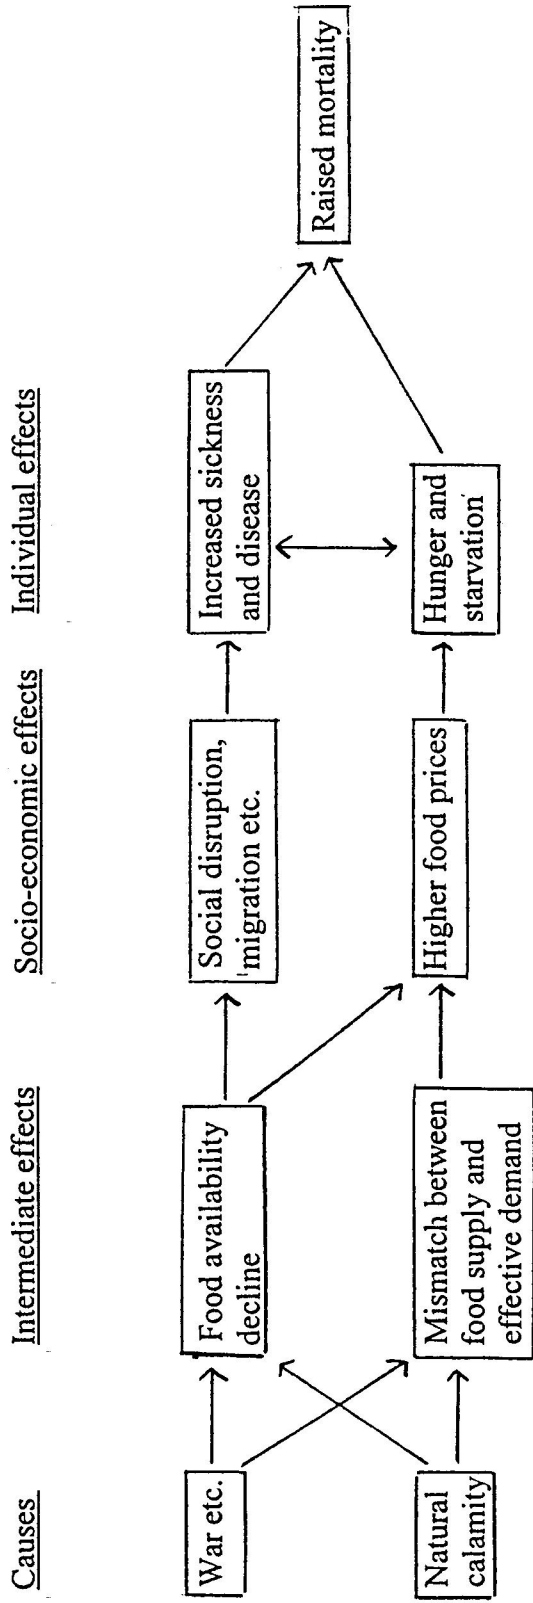 Causes
Intermediate effects
Socio-economic effects
Individual effects
War etc.
Food availability
decline
Social disruption,
migration etc.
Increased sickness
and disease
Raised mortality
Natural
calamity
Mismatch between
food supply and
effective demand
Higher food prices
Hunger and
starvation